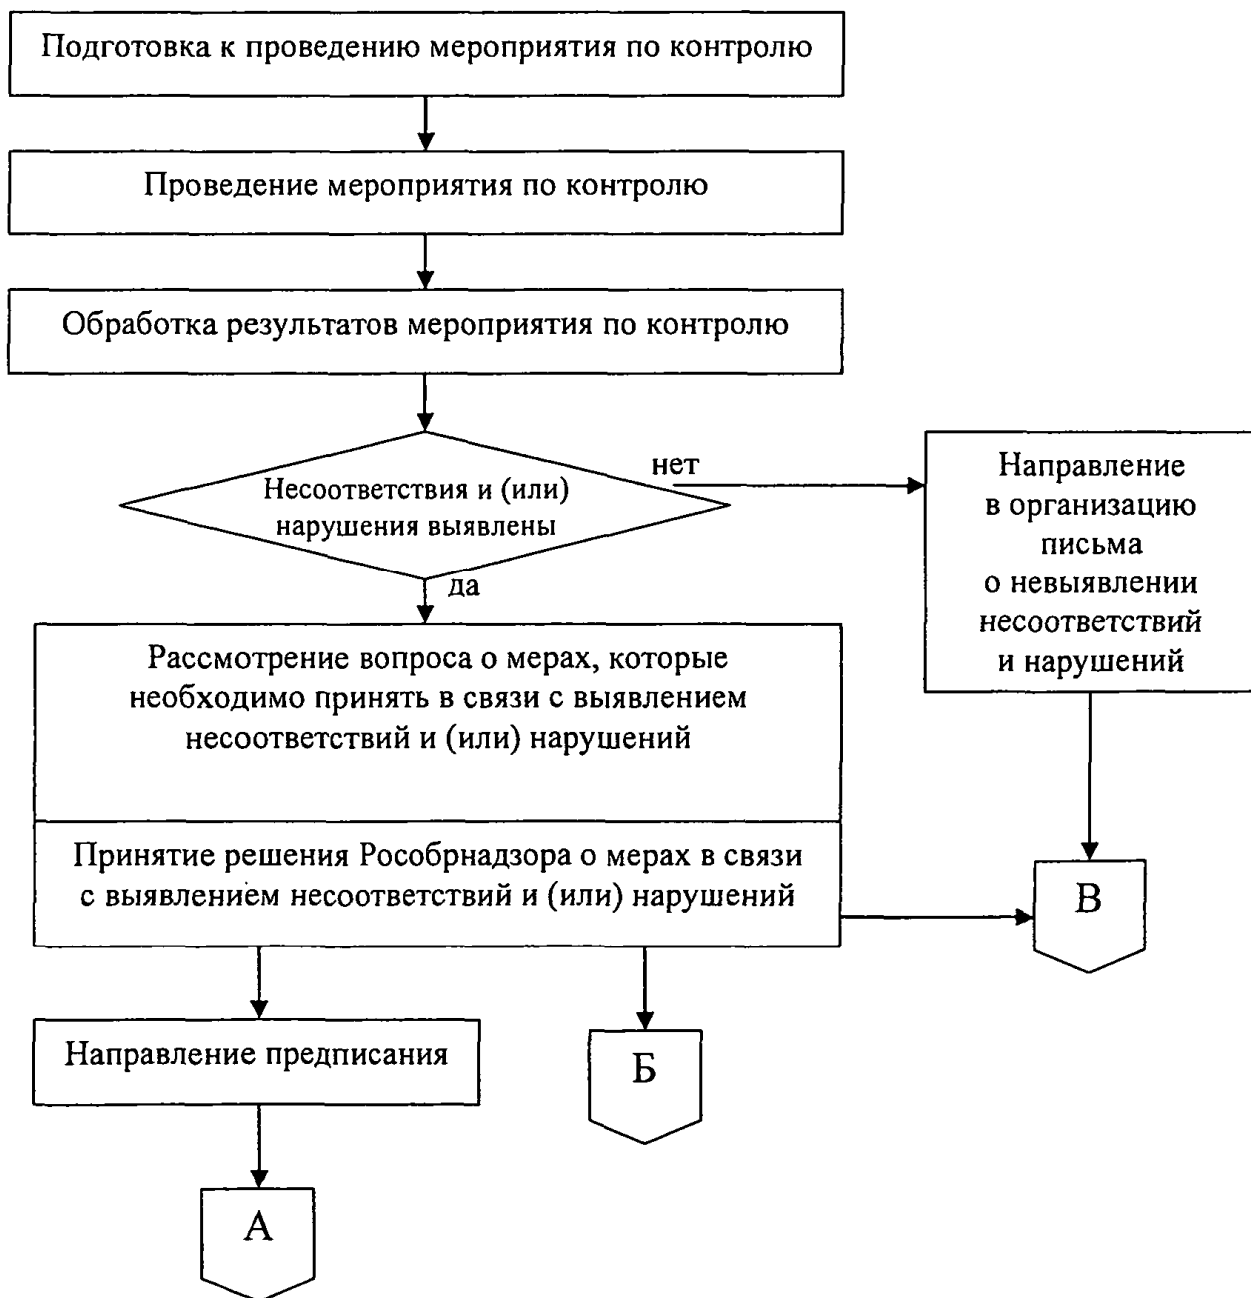 Подготовка к проведению мероприятия по контролю
Проведение мероприятия по контролю
Обработка результатов мероприятия по контролю
Несоответствия и (или)
нарушения выявлены
нет
Направление
в организацию
письма
о невыявлении
несоответствий
и нарушений
да
Рассмотрение вопроса о мерах, которые
необходимо принять в связи с выявлением
несоответствий и (или) нарушений
Принятие решения Рособрнадзора о мерах в связи
с выявлением несоответствий и (или) нарушений
В
Направление предписания
Б
А